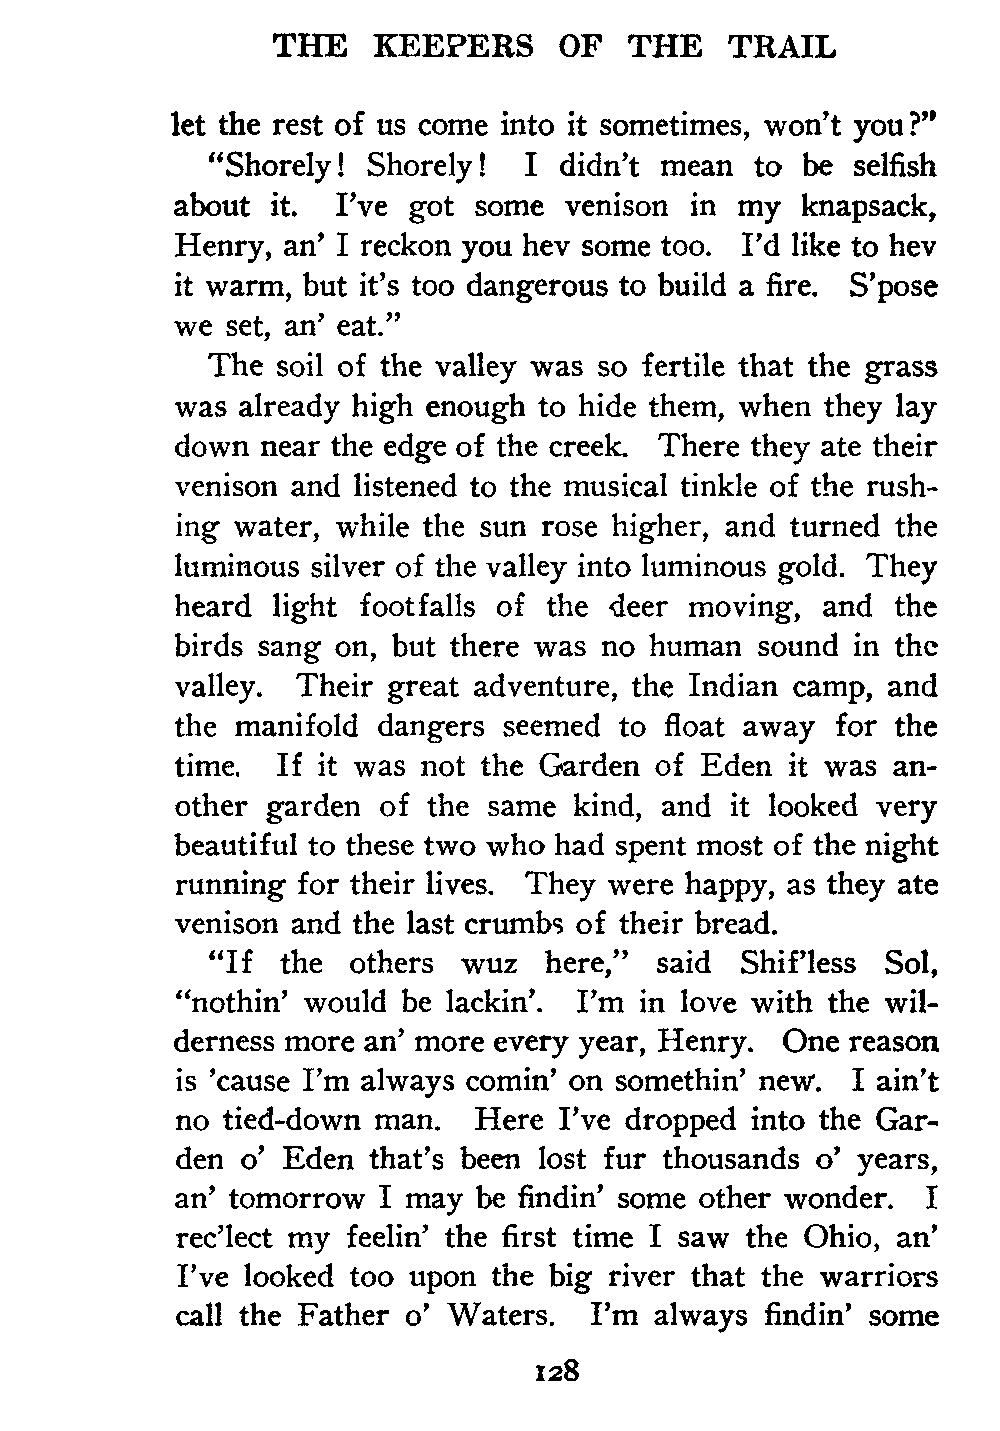 THE KEEPERS OF THE TRAIL
let the rest of us come into it sometimes, won't you?"
"Shorely! Shorely! I didn't mean to be selfish
about it. I've got some venison in my knapsack,
Henry, an' I reckon you hev some too. I'd like to hev
it warm, but it's too dangerous to build a fire. S'pose
we set, an' eat."
The soil of the valley was so fertile that the grass
was already high enough to hide them, when they lay
down near the edge of the creek. There they ate their
venison and listened to the musical tinkle of the rush-
ing water, while the sun rose higher, and turned the
luminous silver of the valley into luminous gold. They
heard light footfalls of the deer moving, and the
birds sang on, but there was no human sound in the
valley. Their great adventure, the Indian camp, and
the manifold dangers seemed to float away for the
time. If it was not the Garden of Eden it was an-
other garden of the same kind, and it looked very
beautiful to these two who had spent most of the night
running for their lives. They were happy, as they ate
venison and the last crumbs of their bread.
"If the others wuz here," said Shif'less Sol,
"nothin' would be lackin'. I'm in love with the wil-
derness more an' more every year, Henry. One reason
is 'cause I'm always comin' on somethin' new. I ain't
no tied-down man. Here I've dropped into the Gar-
den o' Eden that's been lost fur thousands o' years,
an' tomorrow I may be findin' some other wonder. I
rec'lect my feelin' the first time I saw the Ohio, an'
I've looked too upon the big river that the warriors
call the Father o' Waters. I'm always findin' some
128